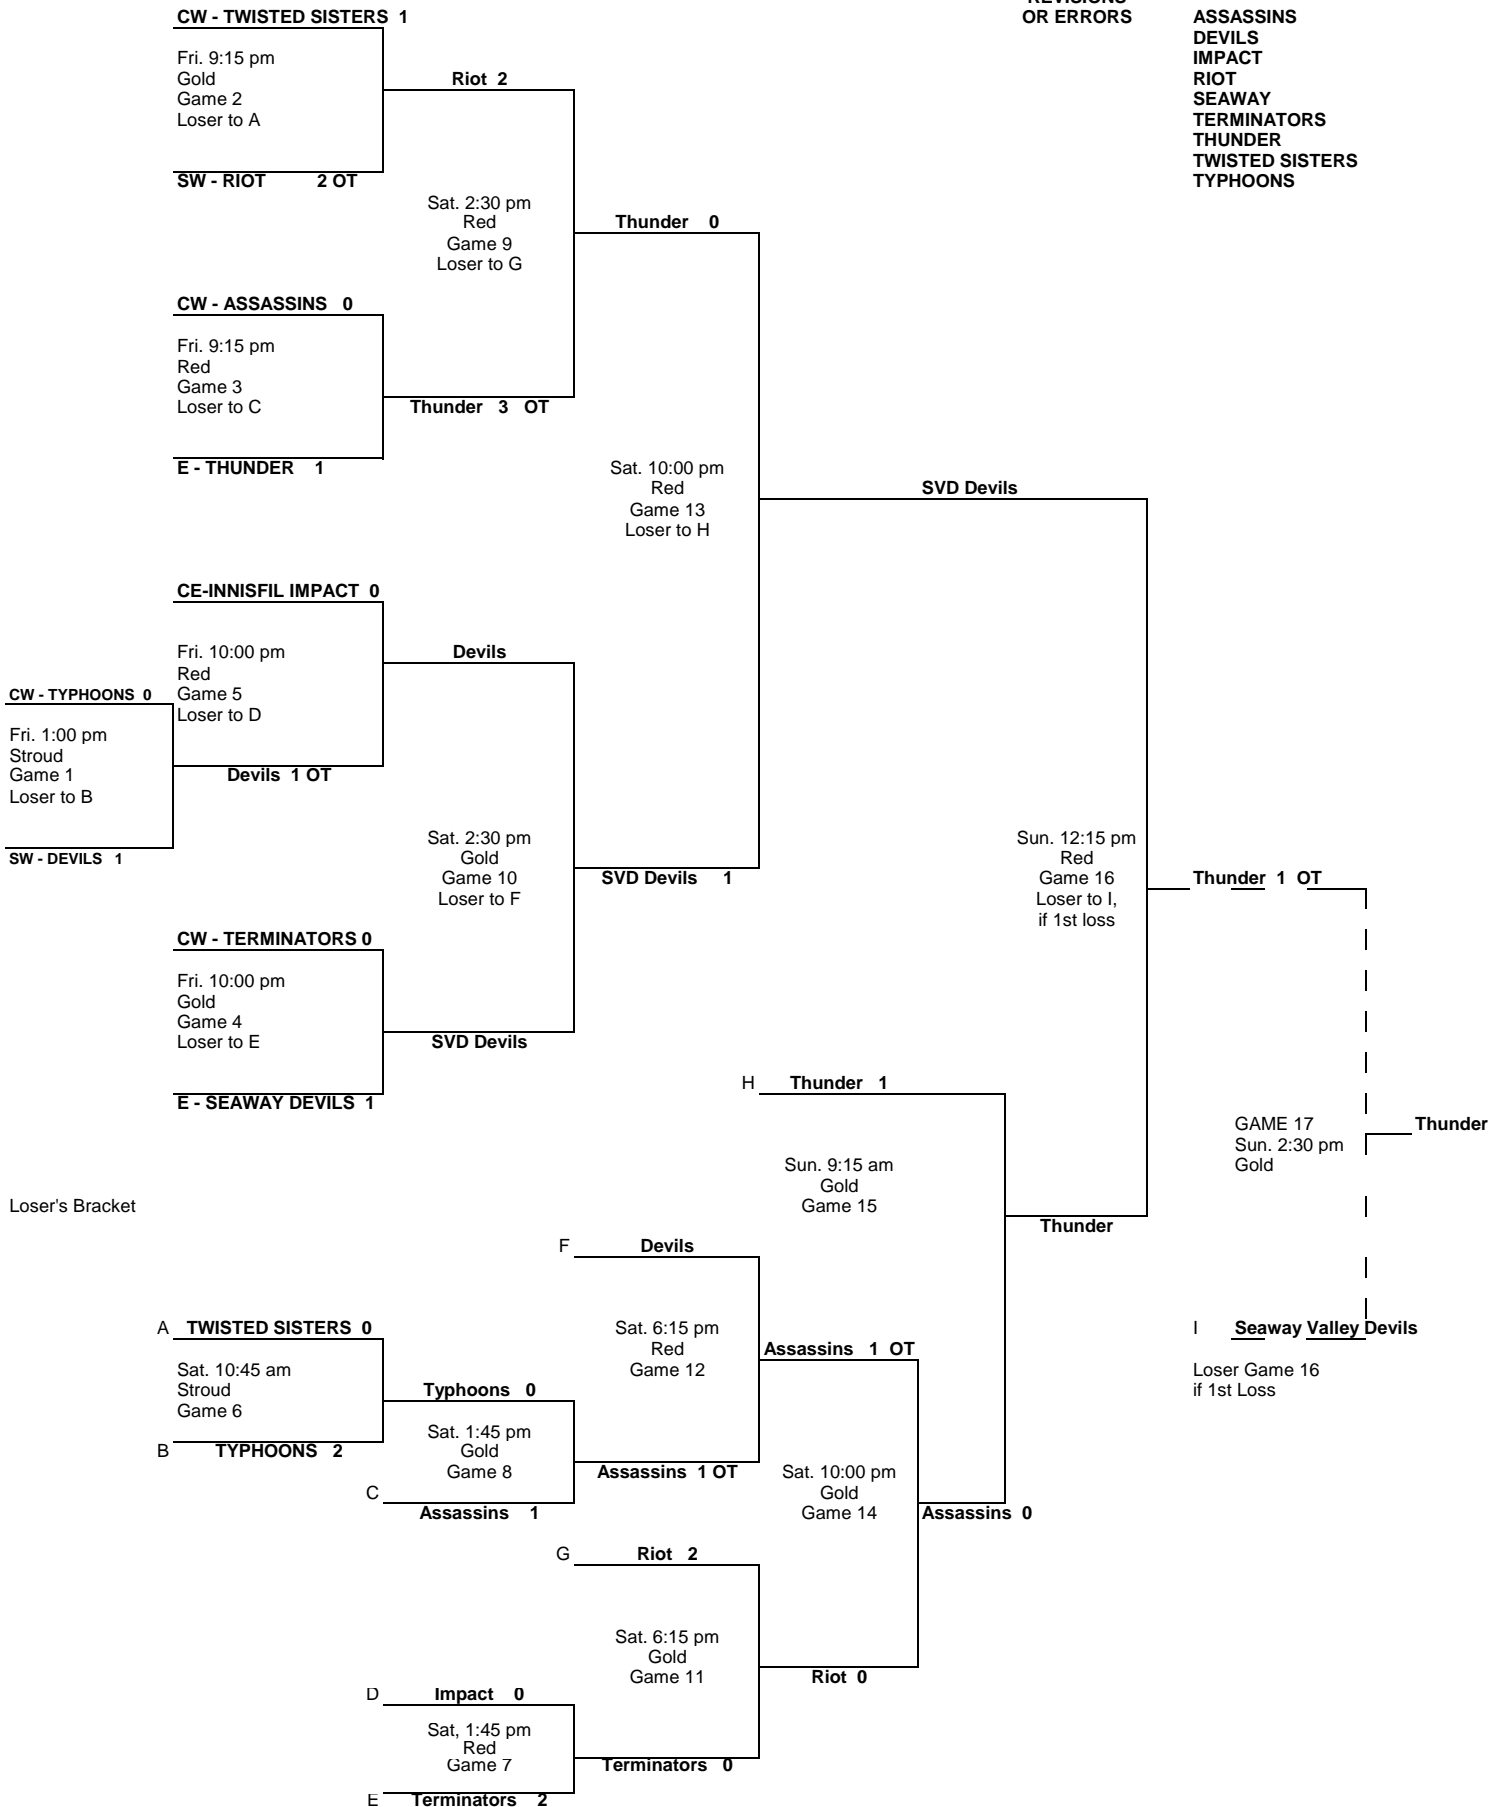 REVISIONS
OR ERRORS
ASSASSINS
DEVILS
IMPACT
RIOT
SEAWAY
TERMINATORS
THUNDER
TWISTED SISTERS
TYPHOONS
CW - TWISTED SISTERS 1
Fri. 9:15 pm
Gold
Game 2
Loser to A
SW - RIOT 2 OT
Riot 2
Sat. 2:30 pm
Red
Game 9
Loser to G
CW - ASSASSINS 0
Fri. 9:15 pm
Red
Game 3
Loser to C
E - THUNDER 1
Thunder 3 OT
Thunder 0
Sat. 10:00 pm
Red
Game 13
Loser to H
SVD Devils
CE-INNISFIL IMPACT 0
Fri. 10:00 pm
Red
Game 5
Loser to D
Devils
CW - TYPHOONS 0
Fri. 1:00 pm
Stroud
Game 1
Loser to B
SW - DEVILS 1
Devils 1 OT
Sat. 2:30 pm
Gold
Game 10
Loser to F
SVD Devils 1
CW - TERMINATORS 0
Fri. 10:00 pm
Gold
Game 4
Loser to E
E - SEAWAY DEVILS 1
SVD Devils
Sun. 12:15 pm
Red
Game 16
Loser to I,
if 1st loss
Thunder 1 OT
GAME 17
Sun. 2:30 pm
Gold
Thunder
H Thunder 1
Sun. 9:15 am
Gold
Game 15
Thunder
Loser's Bracket
F Devils
Sat. 6:15 pm
Red
Game 12
Assassins 1 OT
I Seaway Valley Devils
Loser Game 16
if 1st Loss
A TWISTED SISTERS 0
Sat. 10:45 am
Stroud
Game 6
B TYPHOONS 2
Typhoons 0
Sat. 1:45 pm
Gold
Game 8
C
Assassins 1
Assassins 1 OT
Sat. 10:00 pm
Gold
Game 14
Assassins 0
G Riot 2
Sat. 6:15 pm
Gold
Game 11
Riot 0
D Impact 0
Sat, 1:45 pm
Red
Game 7
Terminators 0
E Terminators 2